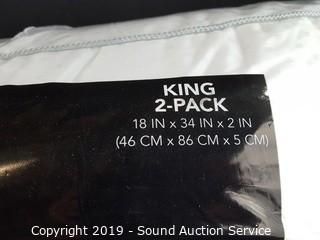 KING
2-PACK
18 IN x 34 IN x 2 IN
(46 CM x 86 CM x 5 CM)
Copyright 2019 - Sound Auction Service